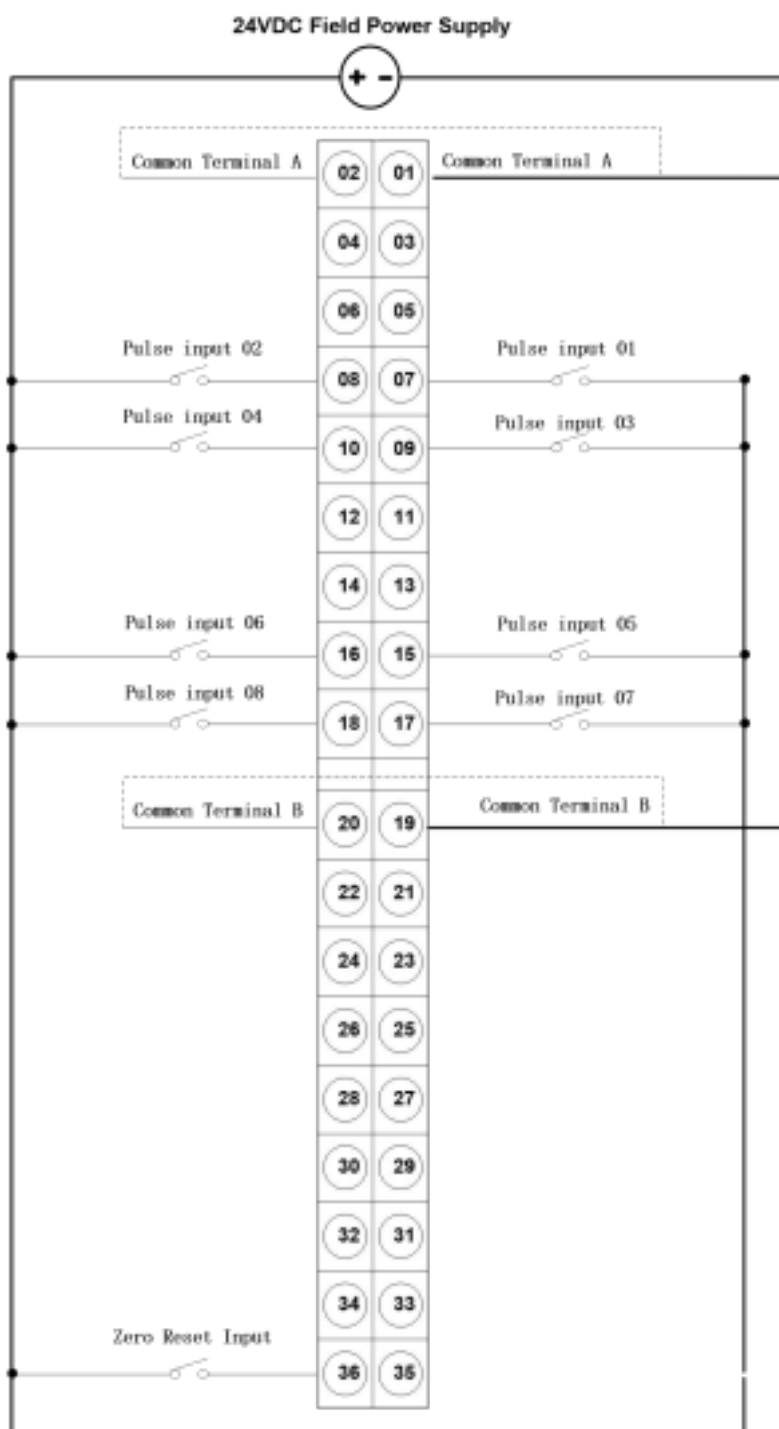 24VDC Field Power Supply
+ -
Common Terminal A 02 01 Common Terminal A
04 03
06 05
Pulse input 02 08 07 Pulse input 01
Pulse input 04 10 09 Pulse input 03
12 11
14 13
Pulse input 06 16 15 Pulse input 05
Pulse input 08 18 17 Pulse input 07
Common Terminal B 20 19 Common Terminal B
22 21
24 23
26 25
28 27
30 29
32 31
34 33
Zero Reset Input 36 35